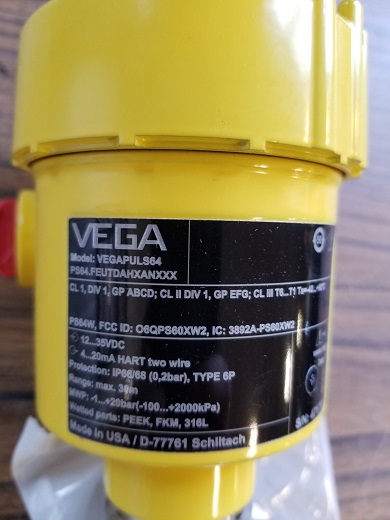 VEGA
Model: VEGAPULS64
PS64.FEUTDAHXANXXX
CL 1, DIV 1, GP ABCD; CL II DIV 1, GP EFG; CL III T6...T1
PS64W, FCC ID: O6QPS60XW2, IC: 3892A-PS60XW2
12...35VDC
4...20mA HART two wire
Protection: IP66/68 (0,2bar), TYPE 6P
Range: max. 30m
MWP: -1...+20bar(-100...+2000kPa)
Wetted parts: PEEK, FKM, 316L
Made in USA / D-77761 Schiltach
S/N: